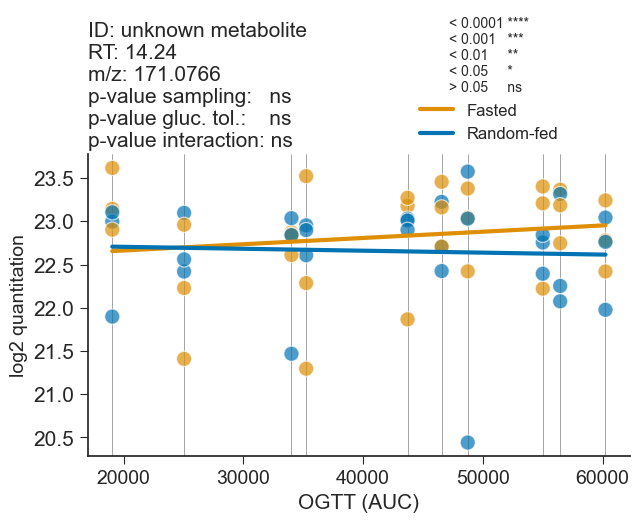 ID: unknown metabolite
RT: 14.24
m/z: 171.0766
p-value sampling: ns
p-value gluc. tol.: ns
p-value interaction: ns
< 0.0001 ****
< 0.001 ***
< 0.01 **
< 0.05 *
> 0.05 ns
Fasted
Random-fed
log2 quantitation
23.5
23.0
22.5
22.0
21.5
21.0
20.5
20000 30000 40000 50000 60000
OGTT (AUC)